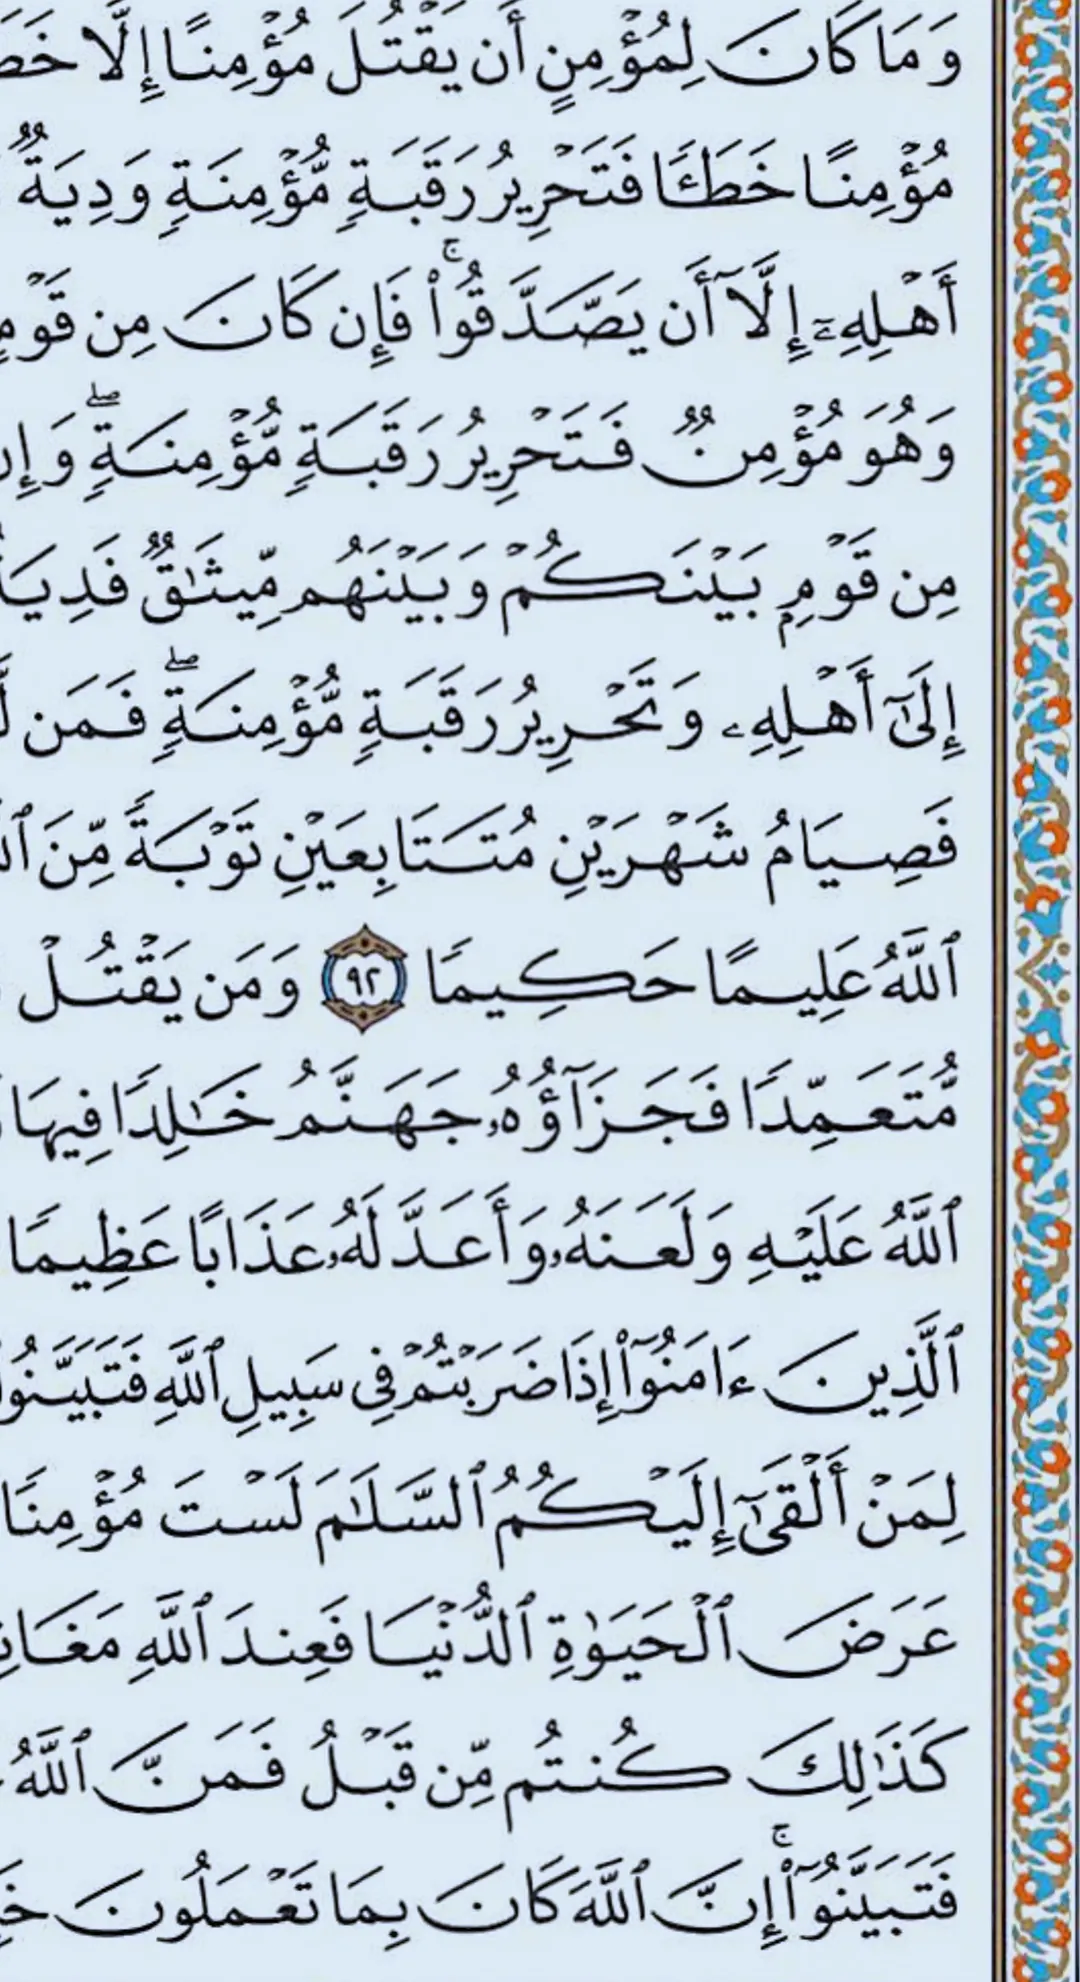 وَمَا كَانَ لِمُؤْمِنٍ أَن يَقْتُلَ مُؤْمِنًا إِلَّا
مُؤْمِنًا خَطَـًٔا فَتَحْرِيرُ رَقَبَةٍ مُّؤْمِنَةٍ وَدِيَةٌ
أَهْلِهِۦٓ إِلَّآ أَن يَصَّدَّقُوا۟ ۚ فَإِن كَانَ مِن
وَهُوَ مُؤْمِنٌ فَتَحْرِيرُ رَقَبَةٍ مُّؤْمِنَةٍ ۖ
مِن قَوْمٍۭ بَيْنَكُمْ وَبَيْنَهُم مِّيثَـٰقٌ
إِلَىٰٓ أَهْلِهِۦ وَتَحْرِيرُ رَقَبَةٍ مُّؤْمِنَةٍ ۖ فَمَن
فَصِيَامُ شَهْرَيْنِ مُتَتَابِعَيْنِ تَوْبَةً مِّنَ
ٱللَّهُ عَلِيمًا حَكِيمًا ٩٢ وَمَن يَقْتُلْ
مُّتَعَمِّدًا فَجَزَآؤُهُۥ جَهَنَّمُ خَـٰلِدًا فِيهَا
ٱللَّهُ عَلَيْهِ وَلَعَنَهُۥ وَأَعَدَّ لَهُۥ عَذَابًا عَظِيمًا
ٱلَّذِينَ ءَامَنُوٓا۟ إِذَا ضَرَبْتُمْ فِى سَبِيلِ ٱللَّهِ فَتَبَيَّنُوا۟
لِمَنْ أَلْقَىٰٓ إِلَيْكُمُ ٱلسَّلَـٰمَ لَسْتَ مُؤْمِنًا
عَرَضَ ٱلْحَيَوٰةِ ٱلدُّنْيَا فَعِندَ ٱللَّهِ
كَذَٰلِكَ كُنتُم مِّن قَبْلُ فَمَنَّ ٱللَّهُ
فَتَبَيَّنُوٓا۟ ۚ إِنَّ ٱللَّهَ كَانَ بِمَا تَعْمَلُونَ